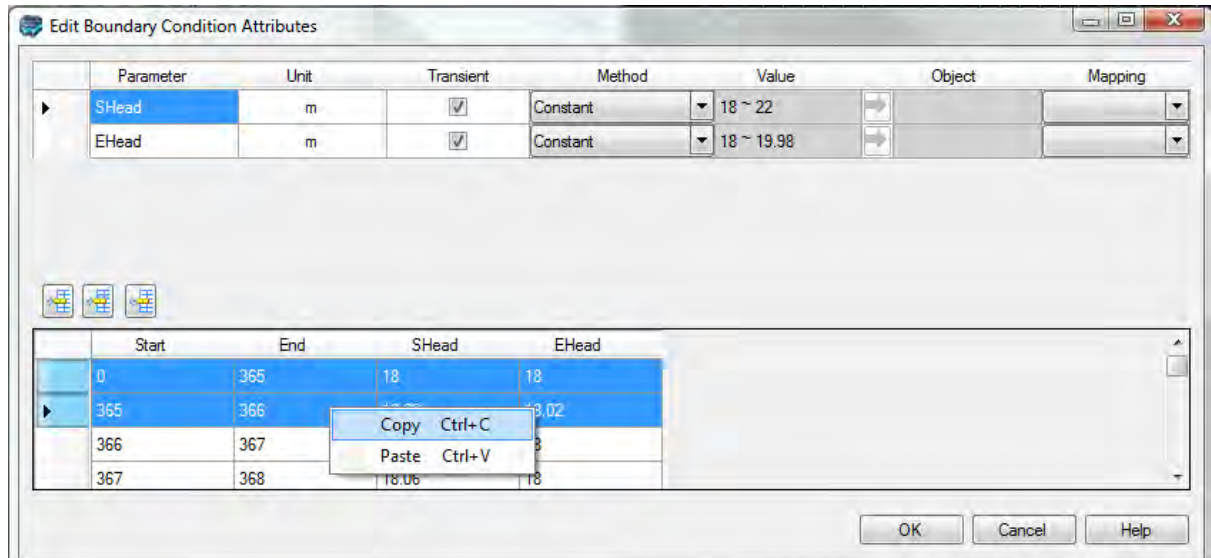 Edit Boundary Condition Attributes
Parameter Unit Transient Method Value Object Mapping
SHead m Constant 18 ~ 22
EHead m Constant 18 ~ 19.98
Start End SHead EHead
0 365 18 18
365 366
Copy Ctrl+C
366 367
Paste Ctrl+V
367 368 18.06 18
OK Cancel Help